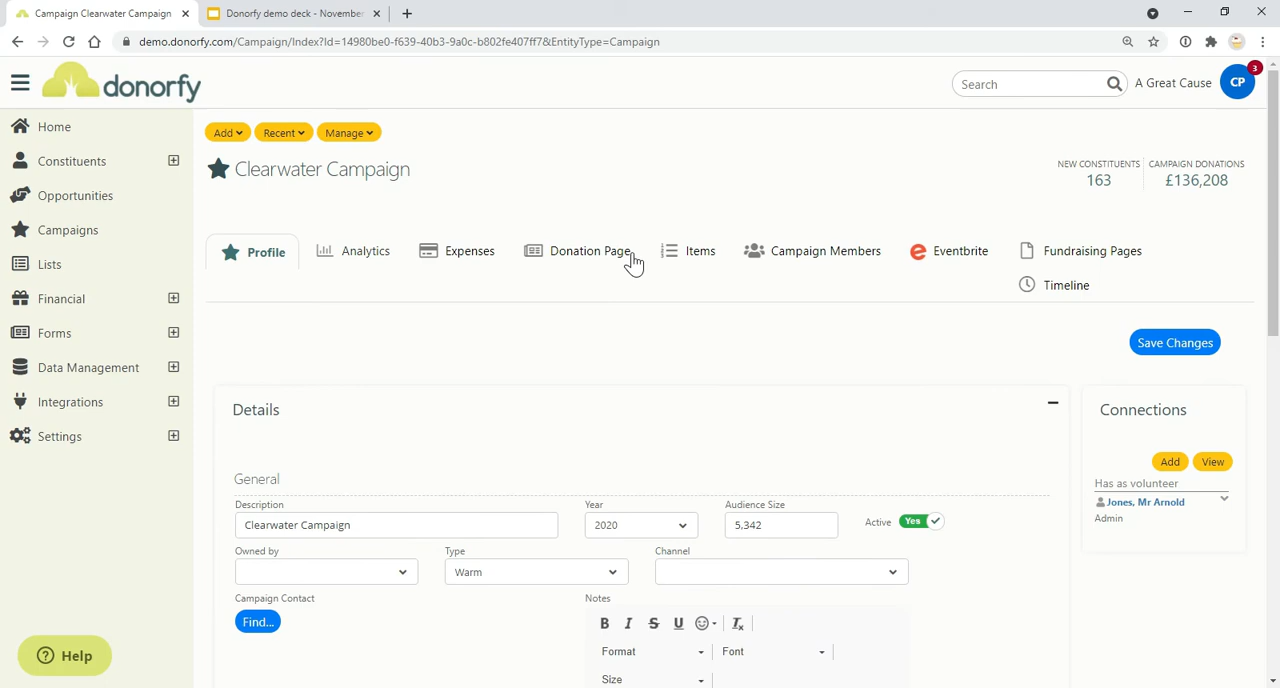 Campaign Clearwater Campaign
Donorfy demo deck - November
demo.donorfy.com/Campaign/Index?Id=14980be0-f639-40b3-9a0c-b802fe407ff7&EntityType=Campaign
donorfy
Search
A Great Cause
CP
3
Home
Constituents
Opportunities
Campaigns
Lists
Financial
Forms
Data Management
Integrations
Settings
Help
Add
Recent
Manage
Clearwater Campaign
NEW CONSTITUENTS
163
CAMPAIGN DONATIONS
£136,208
Profile
Analytics
Expenses
Donation Page
Items
Campaign Members
Eventbrite
Fundraising Pages
Timeline
Save Changes
Details
General
Description
Clearwater Campaign
Year
2020
Audience Size
5,342
Active
Yes
Owned by
Type
Warm
Channel
Campaign Contact
Find...
Notes
B I S U
Format
Font
Size
Connections
Add
View
Has as volunteer
Jones, Mr Arnold
Admin